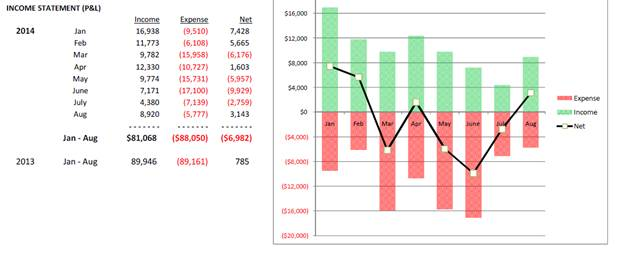 INCOME STATEMENT (P&L)
Income Expense Net
2014 Jan 16,938 (9,510) 7,428
Feb 11,773 (6,108) 5,665
Mar 9,782 (15,958) (6,176)
Apr 12,330 (10,727) 1,603
May 9,774 (15,731) (5,957)
June 7,171 (17,100) (9,929)
July 4,380 (7,139) (2,759)
Aug 8,920 (5,777) 3,143
Jan - Aug $81,068 ($88,050) ($6,982)
2013 Jan - Aug 89,946 (89,161) 785
$16,000
$12,000
$8,000
$4,000
$0
Jan Feb Mar Apr May June July Aug
($4,000)
($8,000)
($12,000)
($16,000)
($20,000)
Expense
Income
Net